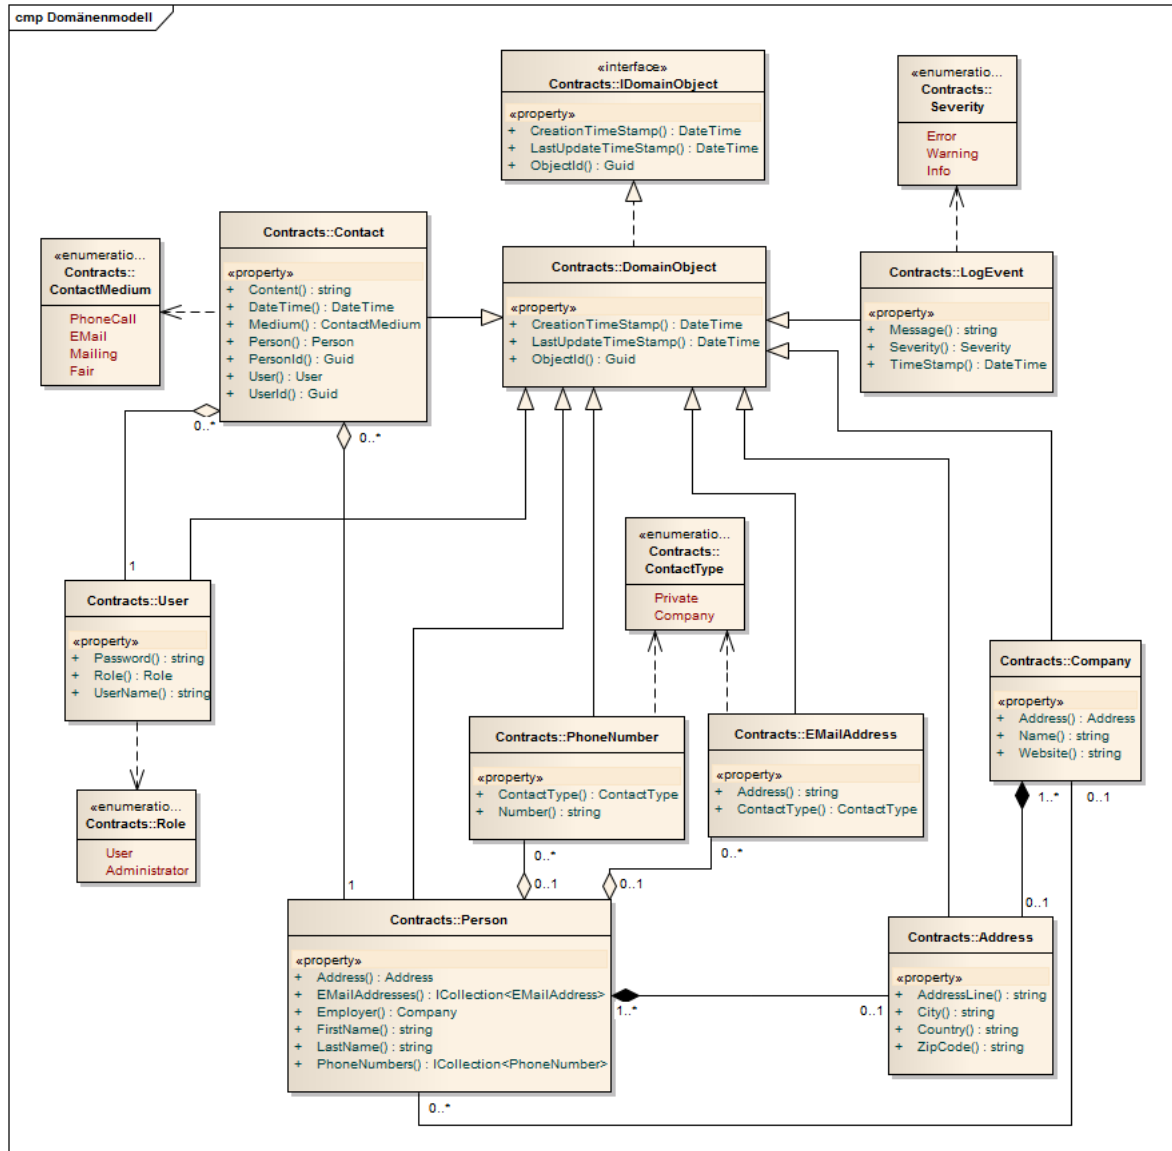 cmp Domänenmodell
«interface»
Contracts::IDomainObject
«property»
+ CreationTimeStamp() : DateTime
+ LastUpdateTimeStamp() : DateTime
+ ObjectId() : Guid
«enumeratio...
Contracts::
Severity
Error
Warning
Info
«enumeratio...
Contracts::
ContactMedium
PhoneCall
EMail
Mailing
Fair
Contracts::Contact
«property»
+ Content() : string
+ DateTime() : DateTime
+ Medium() : ContactMedium
+ Person() : Person
+ PersonId() : Guid
+ User() : User
+ UserId() : Guid
Contracts::DomainObject
«property»
+ CreationTimeStamp() : DateTime
+ LastUpdateTimeStamp() : DateTime
+ ObjectId() : Guid
Contracts::LogEvent
«property»
+ Message() : string
+ Severity() : Severity
+ TimeStamp() : DateTime
0..*
0..*
1
«enumeratio...
Contracts::
ContactType
Private
Company
Contracts::User
«property»
+ Password() : string
+ Role() : Role
+ UserName() : string
Contracts::Company
«property»
+ Address() : Address
+ Name() : string
+ Website() : string
1..*
0..1
Contracts::PhoneNumber
«property»
+ ContactType() : ContactType
+ Number() : string
0..*
0..1
Contracts::EMailAddress
«property»
+ Address() : string
+ ContactType() : ContactType
0..*
0..1
«enumeratio...
Contracts::Role
User
Administrator
1
0..1
Contracts::Person
«property»
+ Address() : Address
+ EMailAddresses() : ICollection<EMailAddress>
+ Employer() : Company
+ FirstName() : string
+ LastName() : string
+ PhoneNumbers() : ICollection<PhoneNumber>
1..*
0..1
Contracts::Address
«property»
+ AddressLine() : string
+ City() : string
+ Country() : string
+ ZipCode() : string
0..*